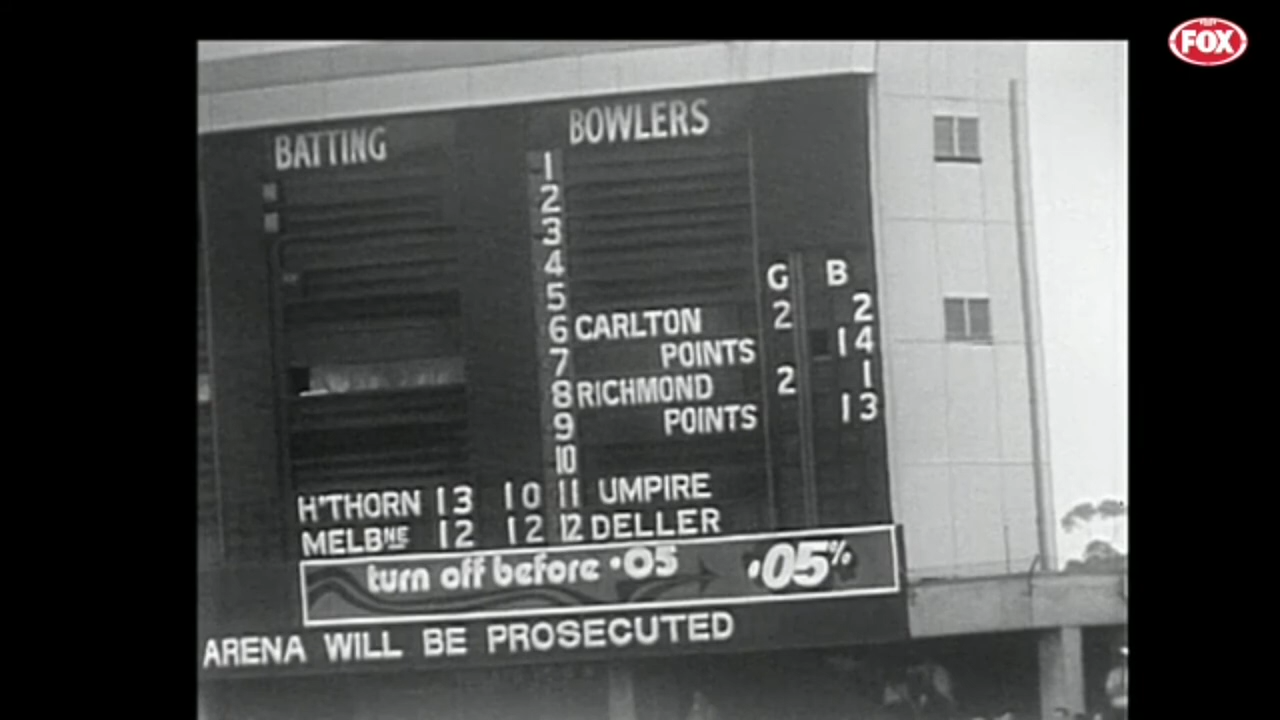 FOX
BATTING BOWLERS
1
2
3
4
5 G B
6 CARLTON 2 2
7 POINTS 14
8 RICHMOND 2 1
9 POINTS 13
10
H'THORN 13 10 11 UMPIRE
MELBNE 12 12 12 DELLER
turn off before .05 .05%
ARENA WILL BE PROSECUTED